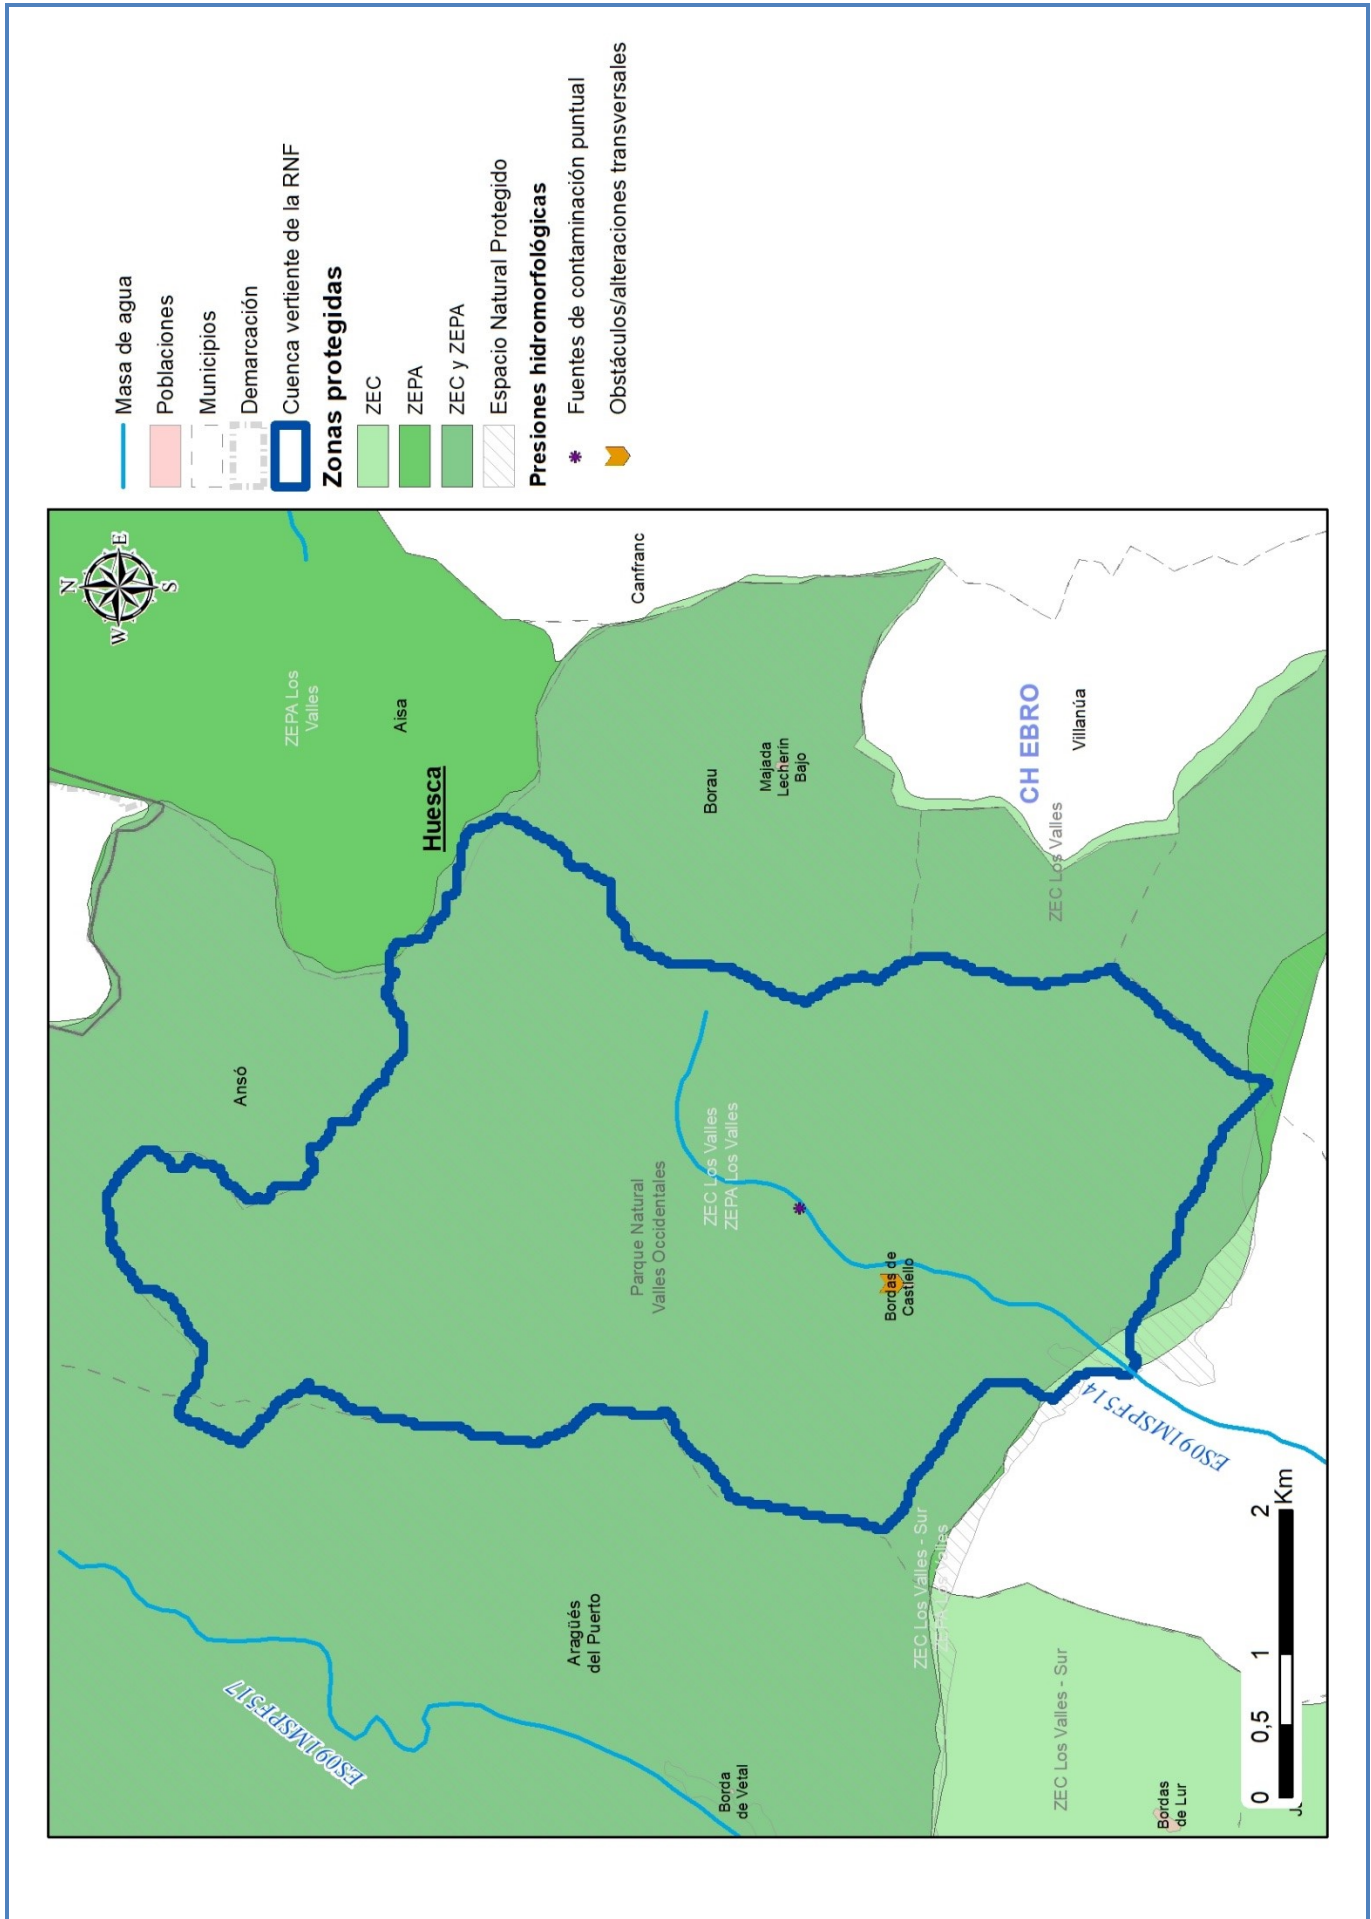 Masa de agua
Poblaciones
Municipios
Demarcación
Cuenca vertiente de la RNF
Zonas protegidas
ZEC
ZEPA
ZEC y ZEPA
Espacio Natural Protegido
Presiones hidromorfológicas
Fuentes de contaminación puntual
Obstáculos/alteraciones transversales
N
E
S
W
ZEPA Los
Valles
Aisa
Huesca
Canfranc
Borau
Majada
Lecherín
Bajo
CH EBRO
Villanúa
ZEC Los Valles
Ansó
Parque Natural
Valles Occidentales
ZEC Los Valles
ZEPA Los Valles
Bordas de
Castiello
ES091MSPF514
ES091MSPF517
Aragüés
del Puerto
Borda
de Vetal
ZEC Los Valles - Sur
ZEPA Los Valles
ZEC Los Valles - Sur
Bordas
de Lur
0 0,5 1 2
Km